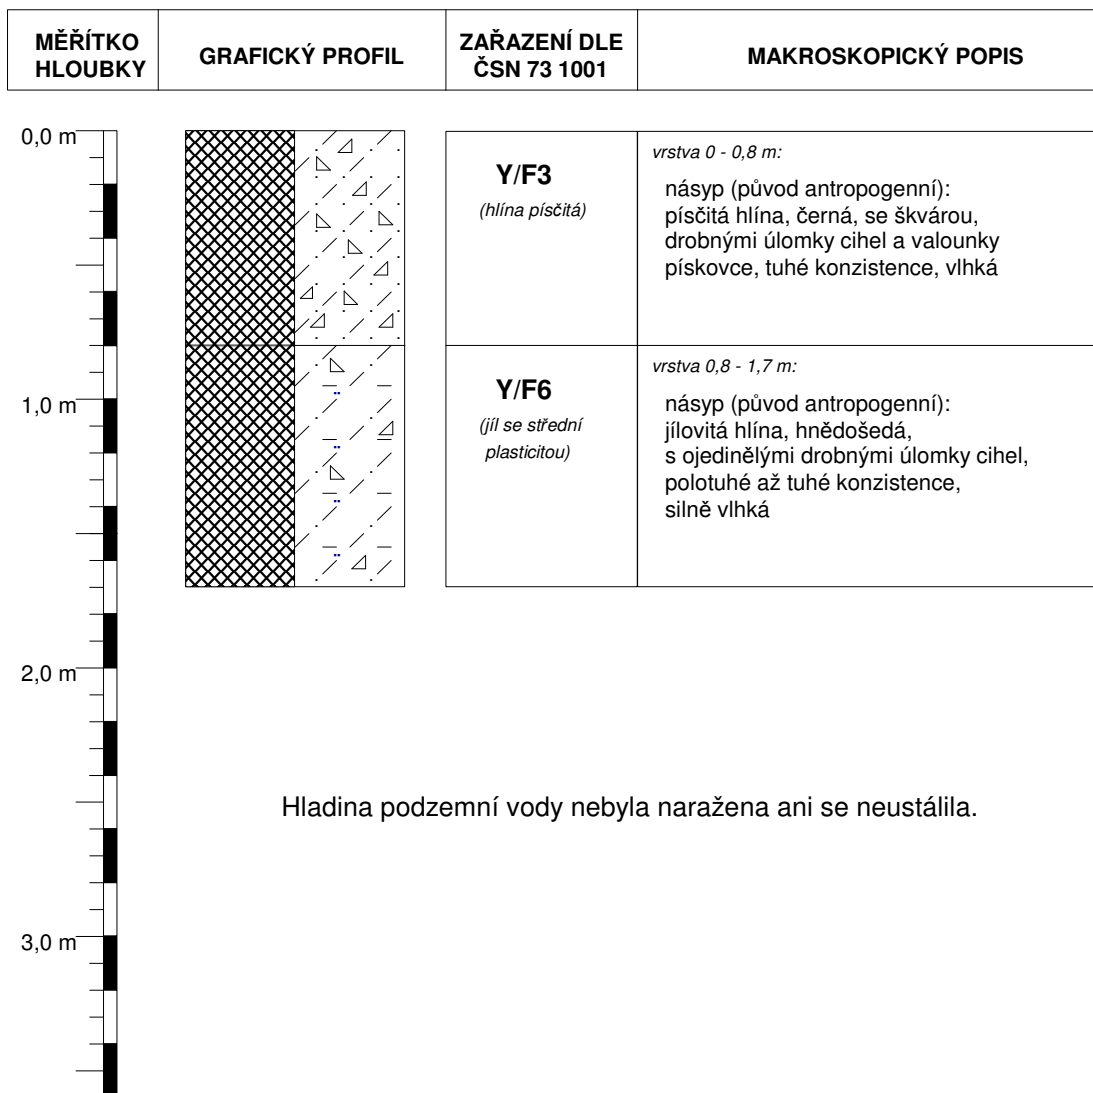 MĚŘÍTKO
HLOUBKY
GRAFICKÝ PROFIL
ZAŘAZENÍ DLE
ČSN 73 1001
MAKROSKOPICKÝ POPIS
0,0 m
Y/F3
(hlína písčitá)
vrstva 0 - 0,8 m:
násyp (původ antropogenní):
písčitá hlína, černá, se škvárou,
drobnými úlomky cihel a valounky
pískovce, tuhé konzistence, vlhká
1,0 m
Y/F6
(jíl se střední
plasticitou)
vrstva 0,8 - 1,7 m:
násyp (původ antropogenní):
jílovitá hlína, hnědošedá,
s ojedinělými drobnými úlomky cihel,
polotuhé až tuhé konzistence,
silně vlhká
2,0 m
Hladina podzemní vody nebyla naražena ani se neustálila.
3,0 m